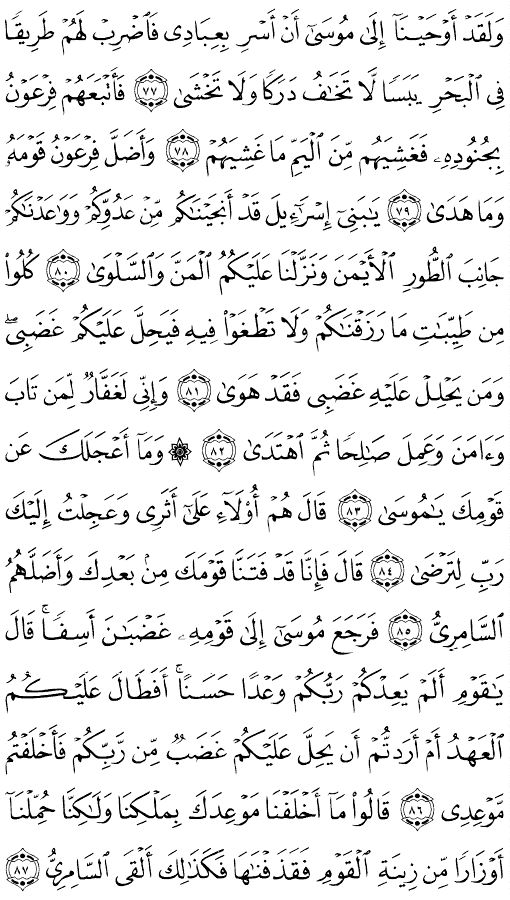 وَلَقَدْ أَوْحَيْنَآ إِلَىٰ مُوسَىٰٓ أَنْ أَسْرِ بِعِبَادِى فَٱضْرِبْ لَهُمْ طَرِيقًا
فِى ٱلْبَحْرِ يَبَسًا لَّا تَخَٰفُ دَرَكًا وَلَا تَخْشَىٰ ٧٧ فَأَتْبَعَهُمْ فِرْعَوْنُ
بِجُنُودِهِۦ فَغَشِيَهُم مِّنَ ٱلْيَمِّ مَا غَشِيَهُمْ ٧٨ وَأَضَلَّ فِرْعَوْنُ قَوْمَهُۥ
وَمَا هَدَىٰ ٧٩ يَٰبَنِىٓ إِسْرَٰٓءِيلَ قَدْ أَنجَيْنَٰكُم مِّنْ عَدُوِّكُمْ وَوَٰعَدْنَٰكُمْ
جَانِبَ ٱلطُّورِ ٱلْأَيْمَنَ وَنَزَّلْنَا عَلَيْكُمُ ٱلْمَنَّ وَٱلسَّلْوَىٰ ٨٠ كُلُوا۟
مِن طَيِّبَٰتِ مَا رَزَقْنَٰكُمْ وَلَا تَطْغَوْا۟ فِيهِ فَيَحِلَّ عَلَيْكُمْ غَضَبِى ۖ
وَمَن يَحْلِلْ عَلَيْهِ غَضَبِى فَقَدْ هَوَىٰ ٨١ وَإِنِّى لَغَفَّارٌ لِّمَن تَابَ
وَءَامَنَ وَعَمِلَ صَٰلِحًا ثُمَّ ٱهْتَدَىٰ ٨٢ ۞ وَمَآ أَعْجَلَكَ عَن
قَوْمِكَ يَٰمُوسَىٰ ٨٣ قَالَ هُمْ أُو۟لَآءِ عَلَىٰٓ أَثَرِى وَعَجِلْتُ إِلَيْكَ
رَبِّ لِتَرْضَىٰ ٨٤ قَالَ فَإِنَّا قَدْ فَتَنَّا قَوْمَكَ مِنۢ بَعْدِكَ وَأَضَلَّهُمُ
ٱلسَّامِرِىُّ ٨٥ فَرَجَعَ مُوسَىٰٓ إِلَىٰ قَوْمِهِۦ غَضْبَٰنَ أَسِفًا ۚ قَالَ
يَٰقَوْمِ أَلَمْ يَعِدْكُمْ رَبُّكُمْ وَعْدًا حَسَنًا ۚ أَفَطَالَ عَلَيْكُمُ
ٱلْعَهْدُ أَمْ أَرَدتُّمْ أَن يَحِلَّ عَلَيْكُمْ غَضَبٌ مِّن رَّبِّكُمْ فَأَخْلَفْتُم
مَّوْعِدِى ٨٦ قَالُوا۟ مَآ أَخْلَفْنَا مَوْعِدَكَ بِمَلْكِنَا وَلَٰكِنَّا حُمِّلْنَآ
أَوْزَارًا مِّن زِينَةِ ٱلْقَوْمِ فَقَذَفْنَٰهَا فَكَذَٰلِكَ أَلْقَى ٱلسَّامِرِىُّ ٨٧